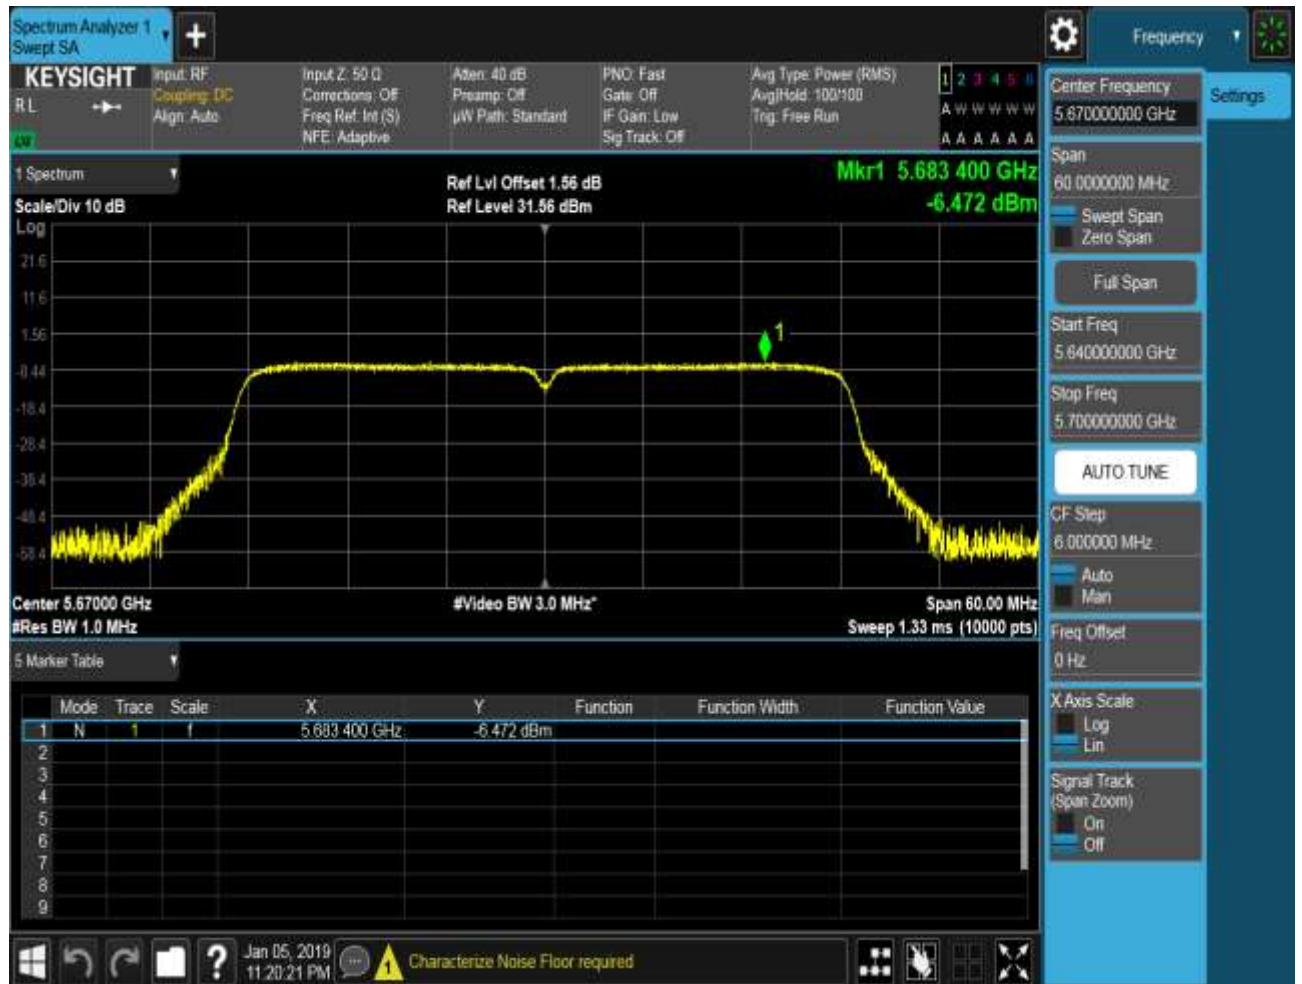 Spectrum Analyzer 1
Swept SA
+
Frequency
KEYSIGHT
RL
Input: RF
Coupling: DC
Align: Auto
Input Z: 50 Ω
Corrections: Off
Freq Ref: Int (S)
NFE: Adaptive
Atten: 40 dB
Preamp: Off
µW Path: Standard
PNO: Fast
Gate: Off
IF Gain: Low
Sig Track: Off
Avg Type: Power (RMS)
Avg|Hold: 100/100
Trig: Free Run
1 2 3 4 5 6
A W W W W W
A A A A A A
1 Spectrum
Scale/Div 10 dB
Log
Ref Lvl Offset 1.56 dB
Ref Level 31.56 dBm
Mkr1 5.683 400 GHz
-6.472 dBm
21.6
11.6
1.56
-8.44
-18.4
-28.4
-38.4
-48.4
-58.4
1
Center 5.67000 GHz
#Res BW 1.0 MHz
#Video BW 3.0 MHz*
Span 60.00 MHz
Sweep 1.33 ms (10000 pts)
5 Marker Table
Mode Trace Scale X Y Function Function Width Function Value
1 N 1 f 5.683 400 GHz -6.472 dBm
2
3
4
5
6
7
8
9
Jan 05, 2019
11:20:21 PM
Characterize Noise Floor required
Settings
Center Frequency
5.670000000 GHz
Span
60.0000000 MHz
Swept Span
Zero Span
Full Span
Start Freq
5.640000000 GHz
Stop Freq
5.700000000 GHz
AUTO TUNE
CF Step
6.000000 MHz
Auto
Man
Freq Offset
0 Hz
X Axis Scale
Log
Lin
Signal Track
(Span Zoom)
On
Off